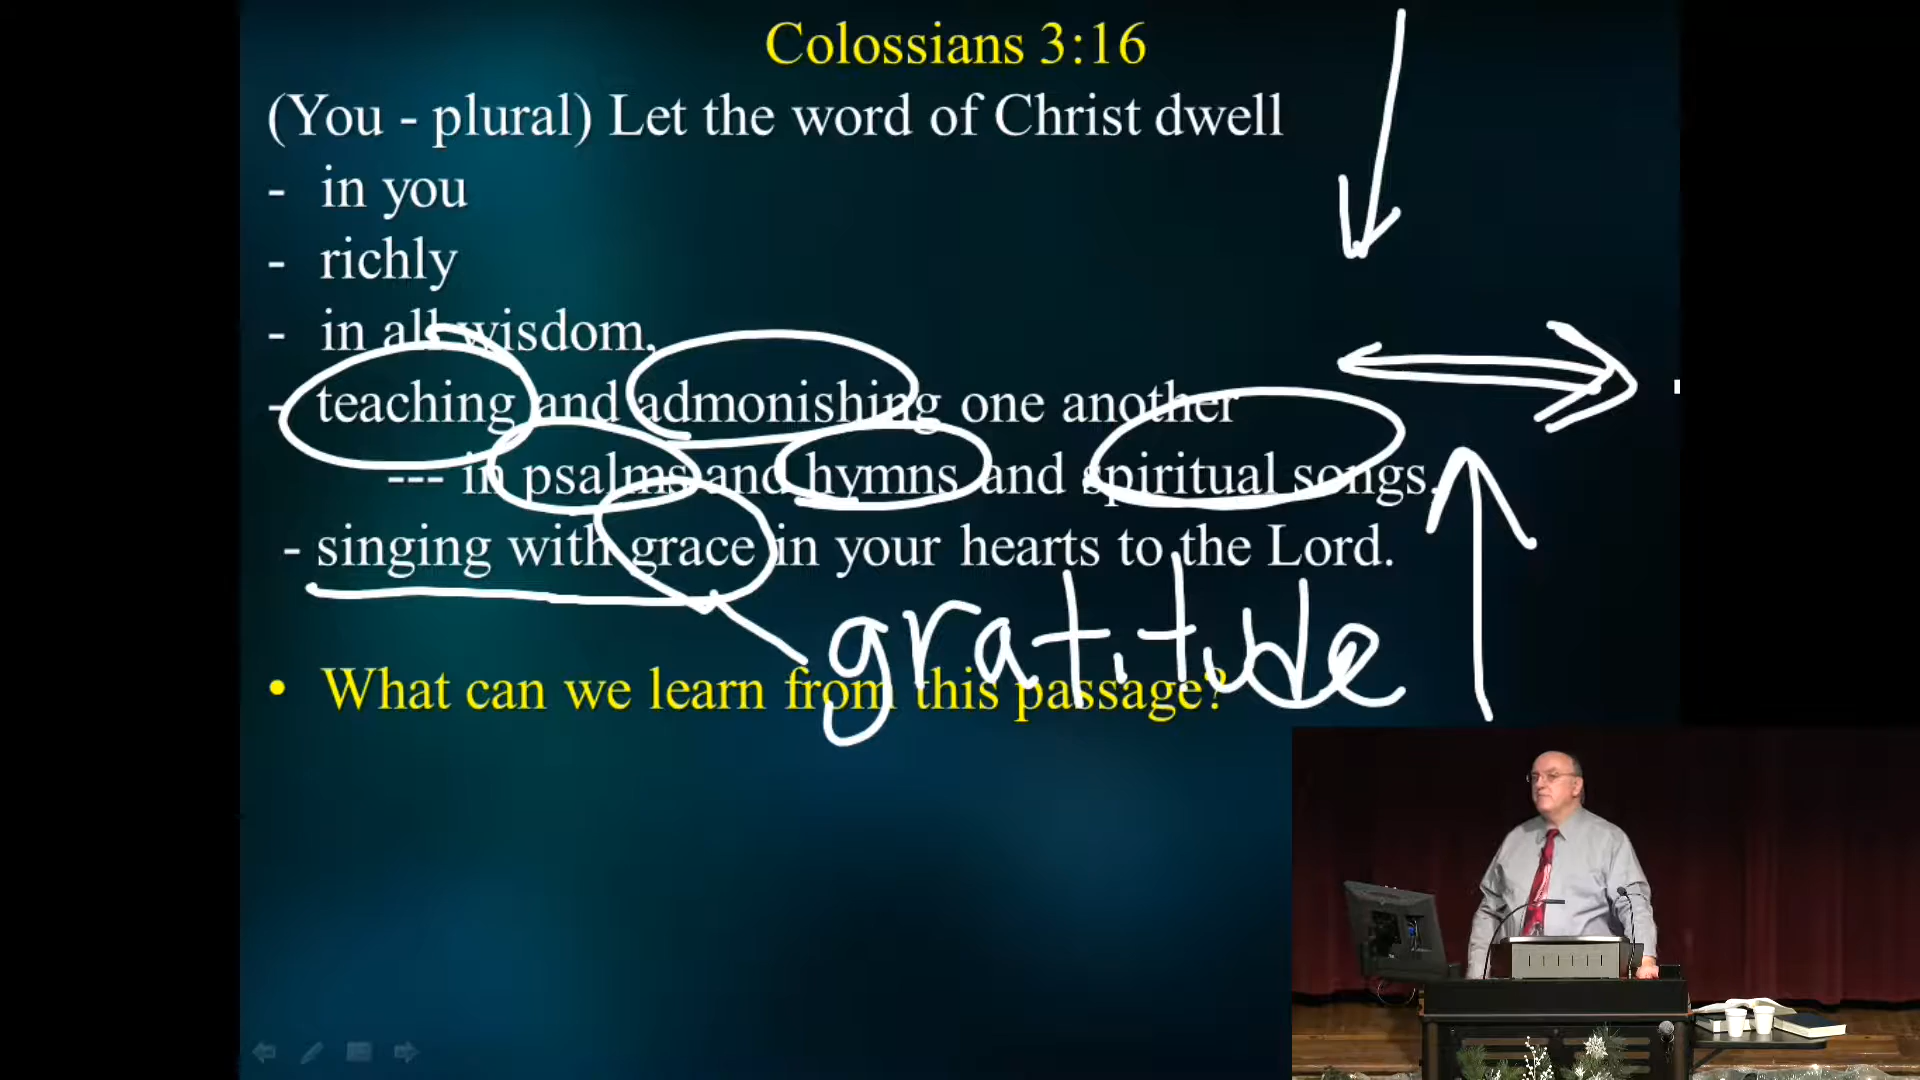 Colossians 3:16
(You - plural) Let the word of Christ dwell
- in you
- richly
- in all wisdom,
- teaching and admonishing one another
--- in psalms and hymns and spiritual songs,
- singing with grace in your hearts to the Lord.
gratitude
• What can we learn from this passage?